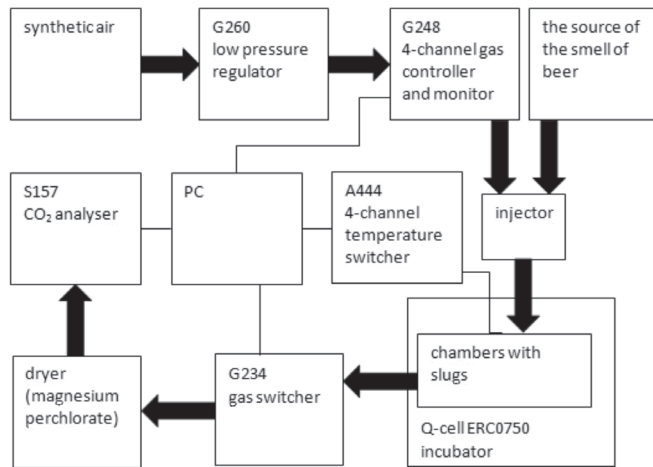 synthetic air
G260
low pressure
regulator
G248
4-channel gas
controller
and monitor
the source of
the smell of
beer
S157
CO₂ analyser
PC
A444
4-channel
temperature
switcher
injector
dryer
(magnesium
perchlorate)
G234
gas switcher
chambers with
slugs
Q-cell ERC0750
incubator